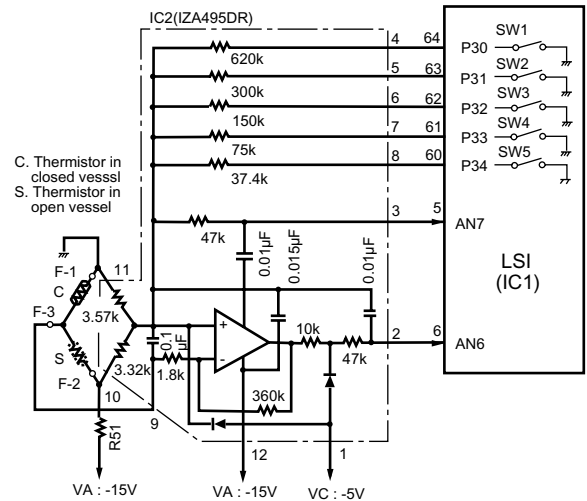 IC2(IZA495DR)
620k
4
64
P30
SW1
300k
5
63
P31
SW2
150k
6
62
P32
SW3
75k
7
61
P33
SW4
37.4k
8
60
P34
SW5
C. Thermistor in
closed vesssl
S. Thermistor in
open vessel
47k
3
5
AN7
LSI
(IC1)
0.01μF
0.015μF
0.01μF
F-1
C
11
3.57k
F-3
S
F-2
3.32k
10
R51
9
0.1
μF
1.8k
+
-
360k
10k
47k
2
6
AN6
12
1
VA : -15V
VA : -15V
VC : -5V